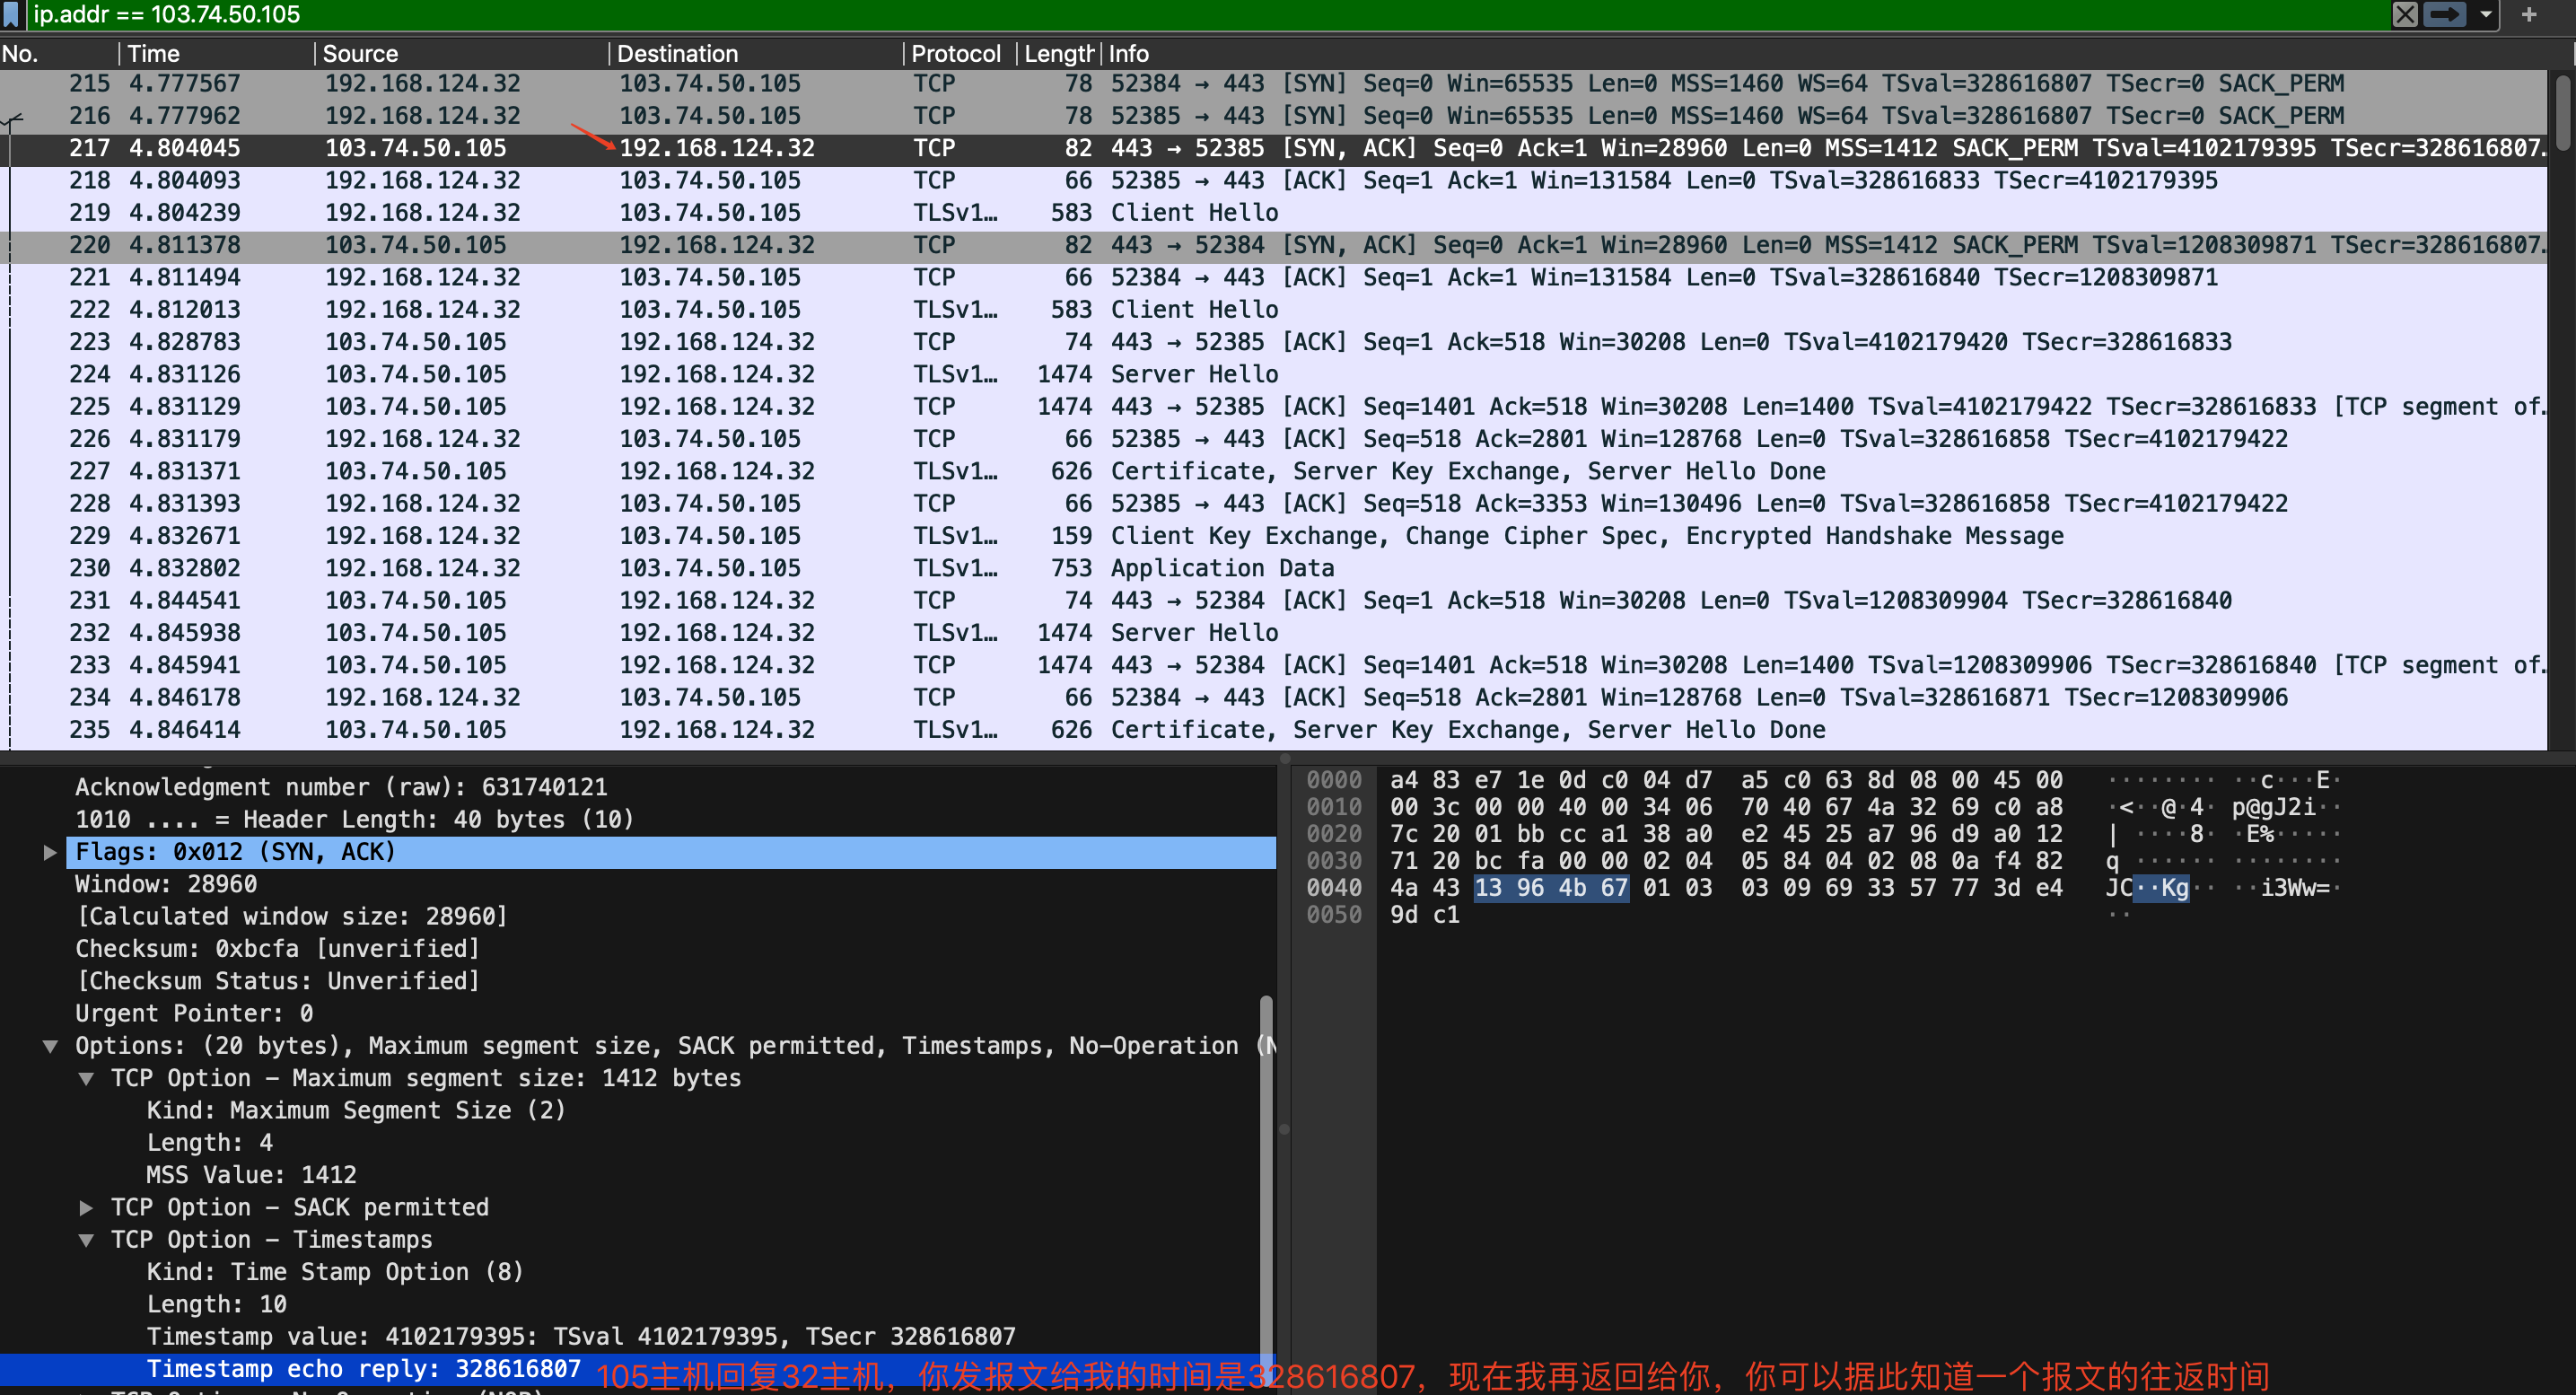 ip.addr == 103.74.50.105
No. Time Source Destination Protocol Length Info
215 4.777567 192.168.124.32 103.74.50.105 TCP 78 52384 → 443 [SYN] Seq=0 Win=65535 Len=0 MSS=1460 WS=64 TSval=328616807 TSecr=0 SACK_PERM
216 4.777962 192.168.124.32 103.74.50.105 TCP 78 52385 → 443 [SYN] Seq=0 Win=65535 Len=0 MSS=1460 WS=64 TSval=328616807 TSecr=0 SACK_PERM
217 4.804045 103.74.50.105 192.168.124.32 TCP 82 443 → 52385 [SYN, ACK] Seq=0 Ack=1 Win=28960 Len=0 MSS=1412 SACK_PERM TSval=4102179395 TSecr=328616807…
218 4.804093 192.168.124.32 103.74.50.105 TCP 66 52385 → 443 [ACK] Seq=1 Ack=1 Win=131584 Len=0 TSval=328616833 TSecr=4102179395
219 4.804239 192.168.124.32 103.74.50.105 TLSv1… 583 Client Hello
220 4.811378 103.74.50.105 192.168.124.32 TCP 82 443 → 52384 [SYN, ACK] Seq=0 Ack=1 Win=28960 Len=0 MSS=1412 SACK_PERM TSval=1208309871 TSecr=328616807…
221 4.811494 192.168.124.32 103.74.50.105 TCP 66 52384 → 443 [ACK] Seq=1 Ack=1 Win=131584 Len=0 TSval=328616840 TSecr=1208309871
222 4.812013 192.168.124.32 103.74.50.105 TLSv1… 583 Client Hello
223 4.828783 103.74.50.105 192.168.124.32 TCP 74 443 → 52385 [ACK] Seq=1 Ack=518 Win=30208 Len=0 TSval=4102179420 TSecr=328616833
224 4.831126 103.74.50.105 192.168.124.32 TLSv1… 1474 Server Hello
225 4.831129 103.74.50.105 192.168.124.32 TCP 1474 443 → 52385 [ACK] Seq=1401 Ack=518 Win=30208 Len=1400 TSval=4102179422 TSecr=328616833 [TCP segment of…
226 4.831179 192.168.124.32 103.74.50.105 TCP 66 52385 → 443 [ACK] Seq=518 Ack=2801 Win=128768 Len=0 TSval=328616858 TSecr=4102179422
227 4.831371 103.74.50.105 192.168.124.32 TLSv1… 626 Certificate, Server Key Exchange, Server Hello Done
228 4.831393 192.168.124.32 103.74.50.105 TCP 66 52385 → 443 [ACK] Seq=518 Ack=3353 Win=130496 Len=0 TSval=328616858 TSecr=4102179422
229 4.832671 192.168.124.32 103.74.50.105 TLSv1… 159 Client Key Exchange, Change Cipher Spec, Encrypted Handshake Message
230 4.832802 192.168.124.32 103.74.50.105 TLSv1… 753 Application Data
231 4.844541 103.74.50.105 192.168.124.32 TCP 74 443 → 52384 [ACK] Seq=1 Ack=518 Win=30208 Len=0 TSval=1208309904 TSecr=328616840
232 4.845938 103.74.50.105 192.168.124.32 TLSv1… 1474 Server Hello
233 4.845941 103.74.50.105 192.168.124.32 TCP 1474 443 → 52384 [ACK] Seq=1401 Ack=518 Win=30208 Len=1400 TSval=1208309906 TSecr=328616840 [TCP segment of…
234 4.846178 192.168.124.32 103.74.50.105 TCP 66 52384 → 443 [ACK] Seq=518 Ack=2801 Win=128768 Len=0 TSval=328616871 TSecr=1208309906
235 4.846414 103.74.50.105 192.168.124.32 TLSv1… 626 Certificate, Server Key Exchange, Server Hello Done
Acknowledgment number (raw): 631740121
1010 .... = Header Length: 40 bytes (10)
Flags: 0x012 (SYN, ACK)
Window: 28960
[Calculated window size: 28960]
Checksum: 0xbcfa [unverified]
[Checksum Status: Unverified]
Urgent Pointer: 0
Options: (20 bytes), Maximum segment size, SACK permitted, Timestamps, No-Operation (N
TCP Option - Maximum segment size: 1412 bytes
Kind: Maximum Segment Size (2)
Length: 4
MSS Value: 1412
TCP Option - SACK permitted
TCP Option - Timestamps
Kind: Time Stamp Option (8)
Length: 10
Timestamp value: 4102179395: TSval 4102179395, TSecr 328616807
Timestamp echo reply: 328616807
105主机回复32主机，你发报文给我的时间是328616807，现在我再返回给你，你可以据此知道一个报文的往返时间
0000 a4 83 e7 1e 0d c0 04 d7 a5 c0 63 8d 08 00 45 00 ········ ··c···E·
0010 00 3c 00 00 40 00 34 06 70 40 67 4a 32 69 c0 a8 ·<··@·4· p@gJ2i··
0020 7c 20 01 bb cc a1 38 a0 e2 45 25 a7 96 d9 a0 12 | ····8· ·E%·····
0030 71 20 bc fa 00 00 02 04 05 84 04 02 08 0a f4 82 q ······ ········
0040 4a 43 13 96 4b 67 01 03 03 09 69 33 57 77 3d e4 JC··Kg·· ··i3Ww=·
0050 9d c1 ··